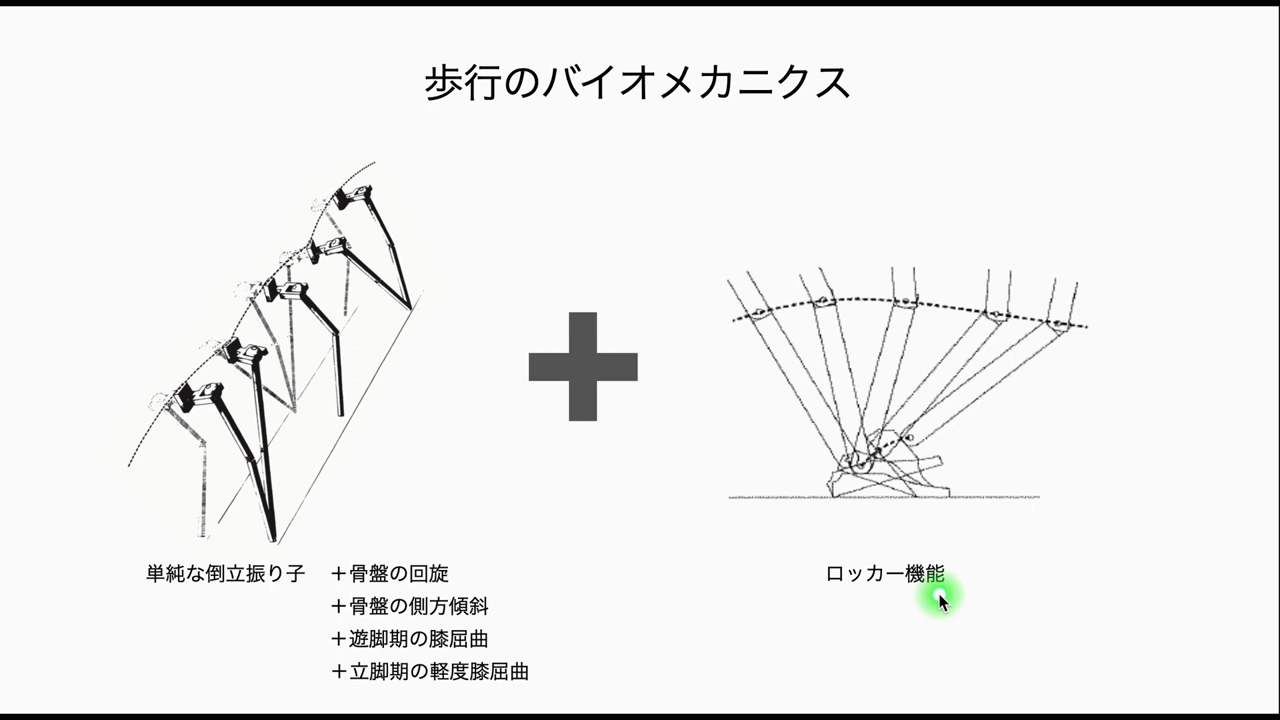 歩行のバイオメカニクス
単純な倒立振り子 ＋骨盤の回旋
＋骨盤の側方傾斜
＋遊脚期の膝屈曲
＋立脚期の軽度膝屈曲
ロッカー機能